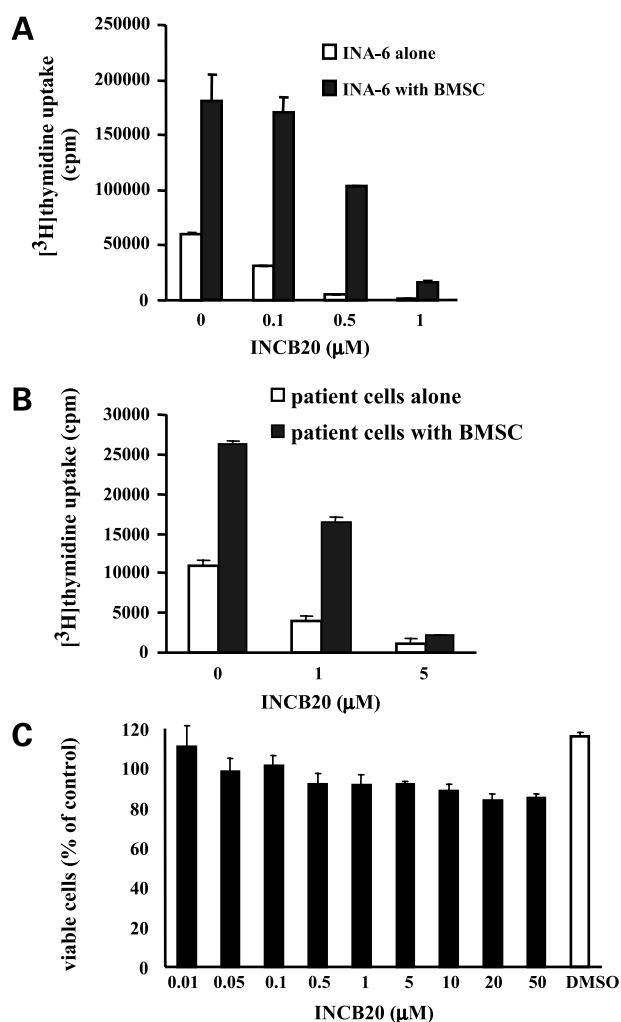 A
[3H]thymidine uptake
(cpm)
250000
200000
150000
100000
50000
0
INA-6 alone
INA-6 with BMSC
0 0.1 0.5 1
INCB20 (μM)
B
[3H]thymidine uptake (cpm)
30000
25000
20000
15000
10000
5000
0
patient cells alone
patient cells with BMSC
0 1 5
INCB20 (μM)
C
viable cells (% of control)
120
100
80
60
40
20
0
0.01 0.05 0.1 0.5 1 5 10 20 50 DMSO
INCB20 (μM)